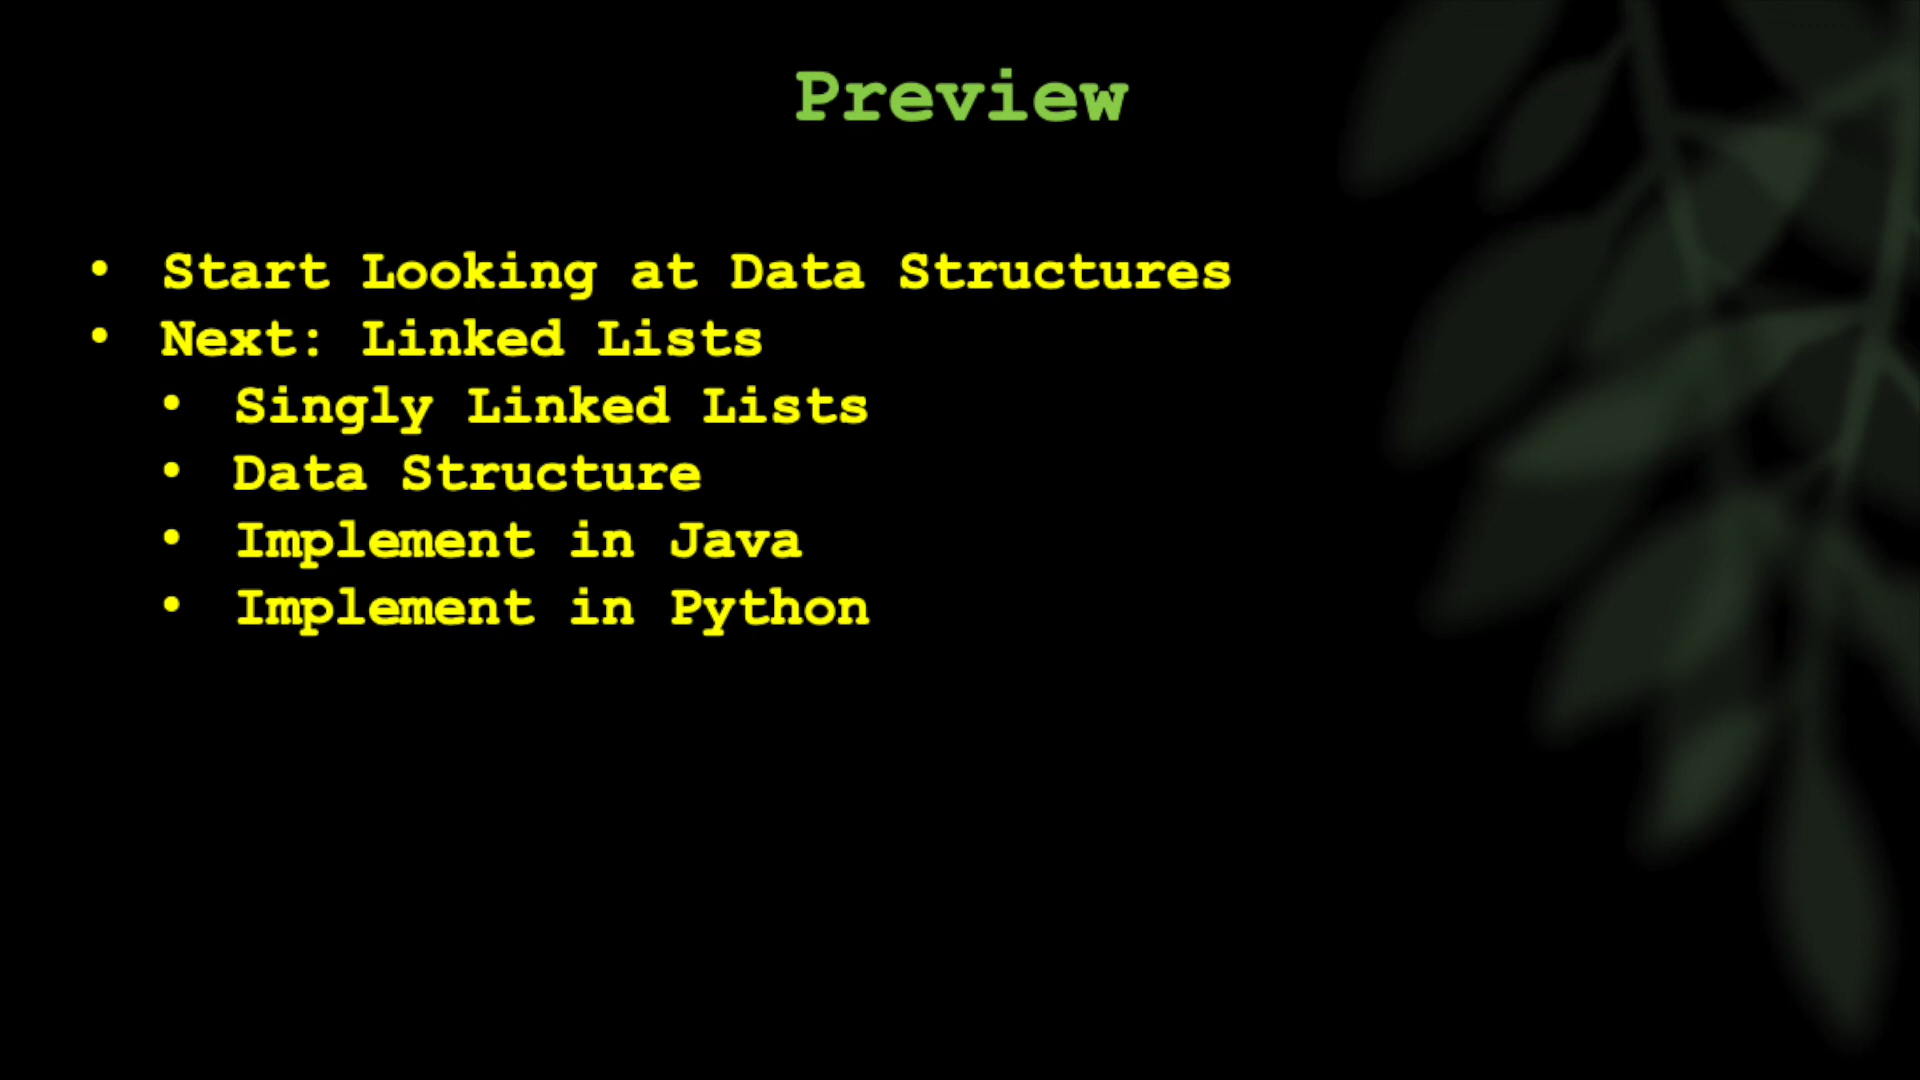 Preview
• Start Looking at Data Structures
• Next: Linked Lists
• Singly Linked Lists
• Data Structure
• Implement in Java
• Implement in Python